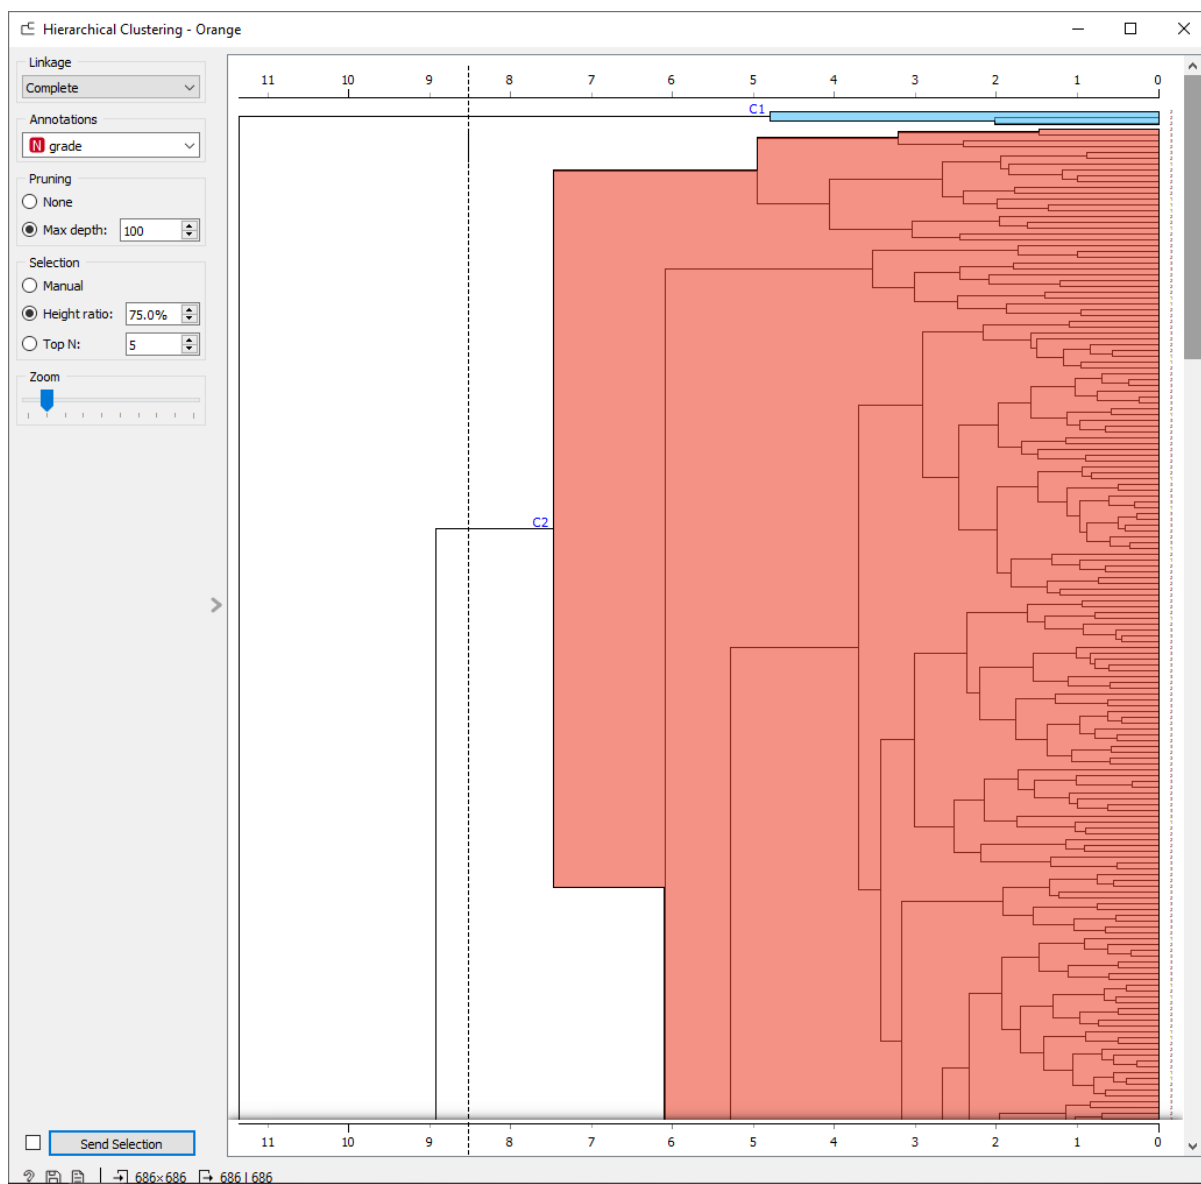 Hierarchical Clustering - Orange
Linkage
Complete
Annotations
N grade
Pruning
None
Max depth: 100
Selection
Manual
Height ratio: 75.0%
Top N: 5
Zoom
11 10 9 8 7 6 5 4 3 2 1 0
C1
C2
11 10 9 8 7 6 5 4 3 2 1 0
Send Selection
686×686 686 | 686